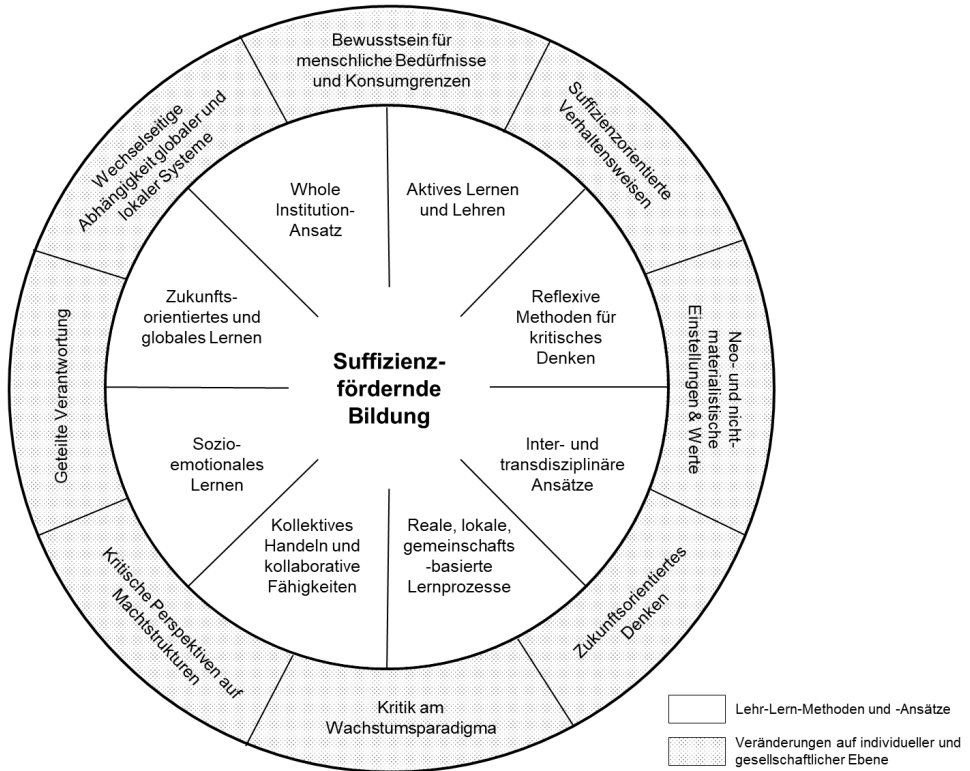 Bewusstsein für
menschliche Bedürfnisse
und Konsumgrenzen
Suffizienzorientierte
Verhaltensweisen
Neo- und nicht-
materialistische
Einstellungen & Werte
Zukunftsorientiertes
Denken
Kritik am
Wachstumsparadigma
Kritische Perspektiven auf
Machtstrukturen
Geteilte Verantwortung
Wechselseitige
Abhängigkeit globaler und
lokaler Systeme
Whole
Institution-
Ansatz
Aktives Lernen
und Lehren
Reflexive
Methoden für
kritisches
Denken
Inter- und
transdisziplinäre
Ansätze
Reale, lokale,
gemeinschafts
-basierte
Lernprozesse
Kollektives
Handeln und
kollaborative
Fähigkeiten
Sozio-
emotionales
Lernen
Zukunfts-
orientiertes und
globales Lernen
Suffizienz-
fördernde
Bildung
Lehr-Lern-Methoden und -Ansätze
Veränderungen auf individueller und
gesellschaftlicher Ebene